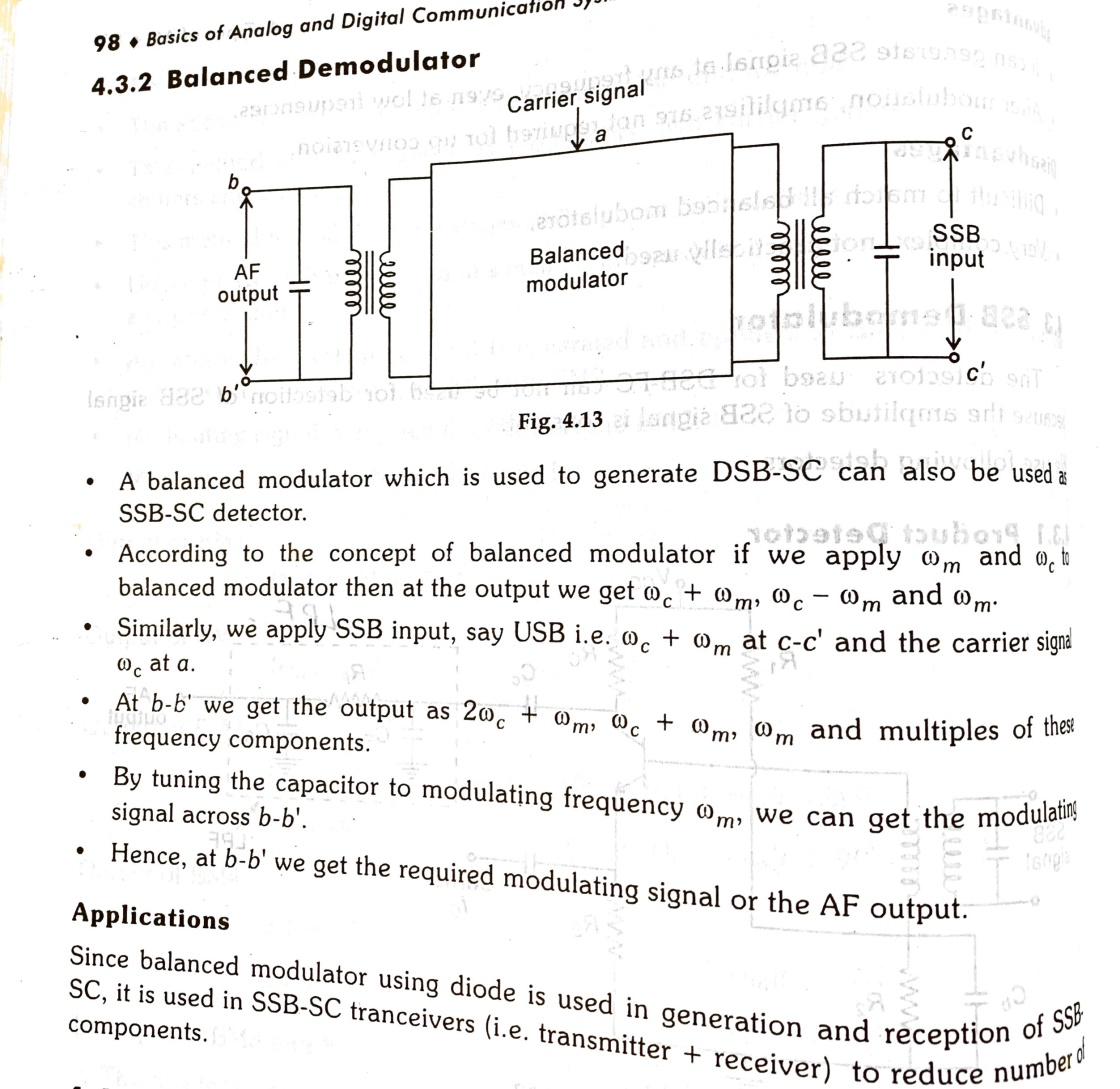 98 ♦ Basics of Analog and Digital Communication
4.3.2 Balanced Demodulator
Carrier signal
a
b
c
AF
output
Balanced
modulator
SSB
input
b'
c'
Fig. 4.13
• A balanced modulator which is used to generate DSB-SC can also be used as
SSB-SC detector.
• According to the concept of balanced modulator if we apply ωm and ωc to
balanced modulator then at the output we get ωc + ωm, ωc − ωm and ωm.
• Similarly, we apply SSB input, say USB i.e. ωc + ωm at c-c' and the carrier signal
ωc at a.
• At b-b' we get the output as 2ωc + ωm, ωc + ωm, ωm and multiples of these
frequency components.
• By tuning the capacitor to modulating frequency ωm, we can get the modulating
signal across b-b'.
• Hence, at b-b' we get the required modulating signal or the AF output.
Applications
Since balanced modulator using diode is used in generation and reception of SSB-
SC, it is used in SSB-SC tranceivers (i.e. transmitter + receiver) to reduce number of
components.